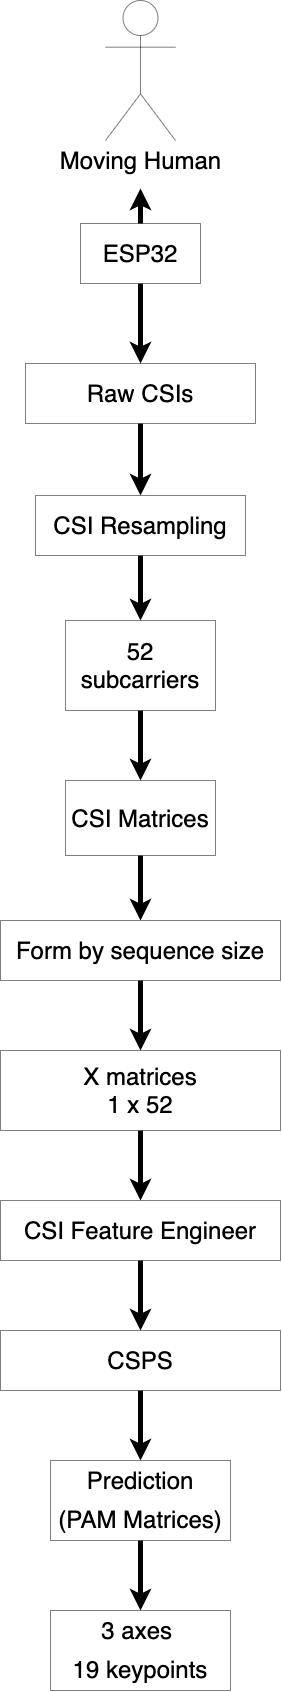 Moving Human
ESP32
Raw CSIs
CSI Resampling
52
subcarriers
CSI Matrices
Form by sequence size
X matrices
1 x 52
CSI Feature Engineer
CSPS
Prediction
(PAM Matrices)
3 axes
19 keypoints